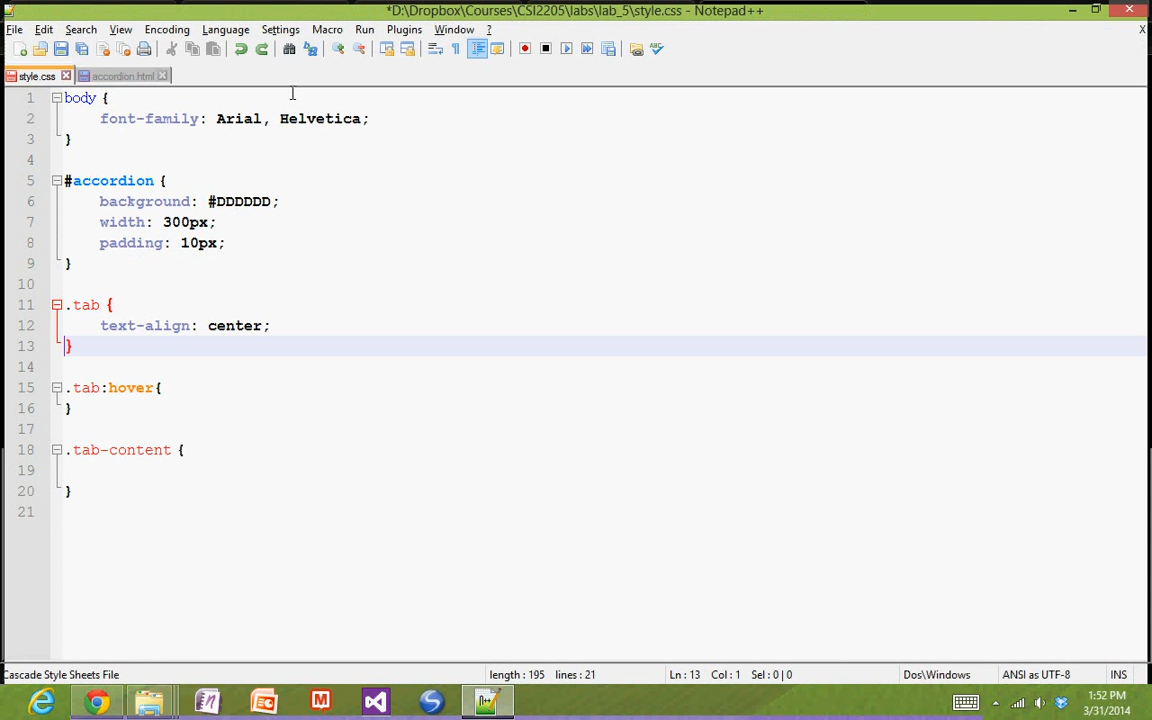 *D:\Dropbox\Courses\CSI2205\labs\lab_5\style.css - Notepad++
File Edit Search View Encoding Language Settings Macro Run Plugins Window ? X
style.css accordion.html
1 body {
2 font-family: Arial, Helvetica;
3 }
4
5 #accordion {
6 background: #DDDDDD;
7 width: 300px;
8 padding: 10px;
9 }
10
11 .tab {
12 text-align: center;
13 }
14
15 .tab:hover{
16 }
17
18 .tab-content {
19
20 }
21
Cascade Style Sheets File length : 195 lines : 21 Ln : 13 Col : 1 Sel : 0 | 0 Dos\Windows ANSI as UTF-8 INS
1:52 PM
3/31/2014